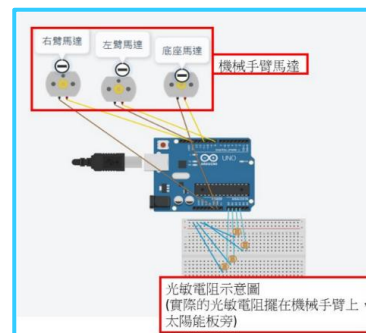 右臂馬達
左臂馬達
底座馬達
機械手臂馬達
ARDUINO
UNO
光敏電阻示意圖
(實際的光敏電阻擺在機械手臂上，
太陽能板旁)